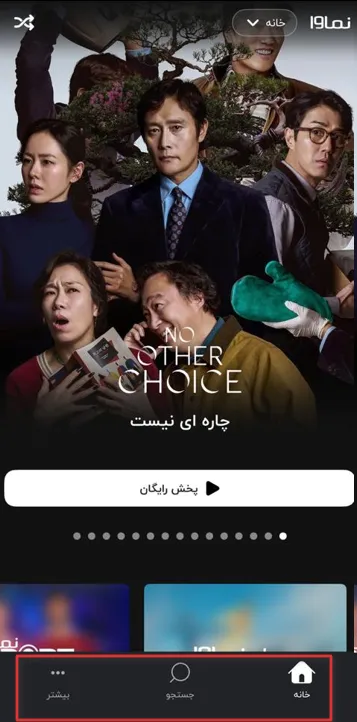 نماوا
خانه
NO
OTHER
CHOICE
چاره ای نیست
پخش رایگان
خانه
جستجو
بیشتر